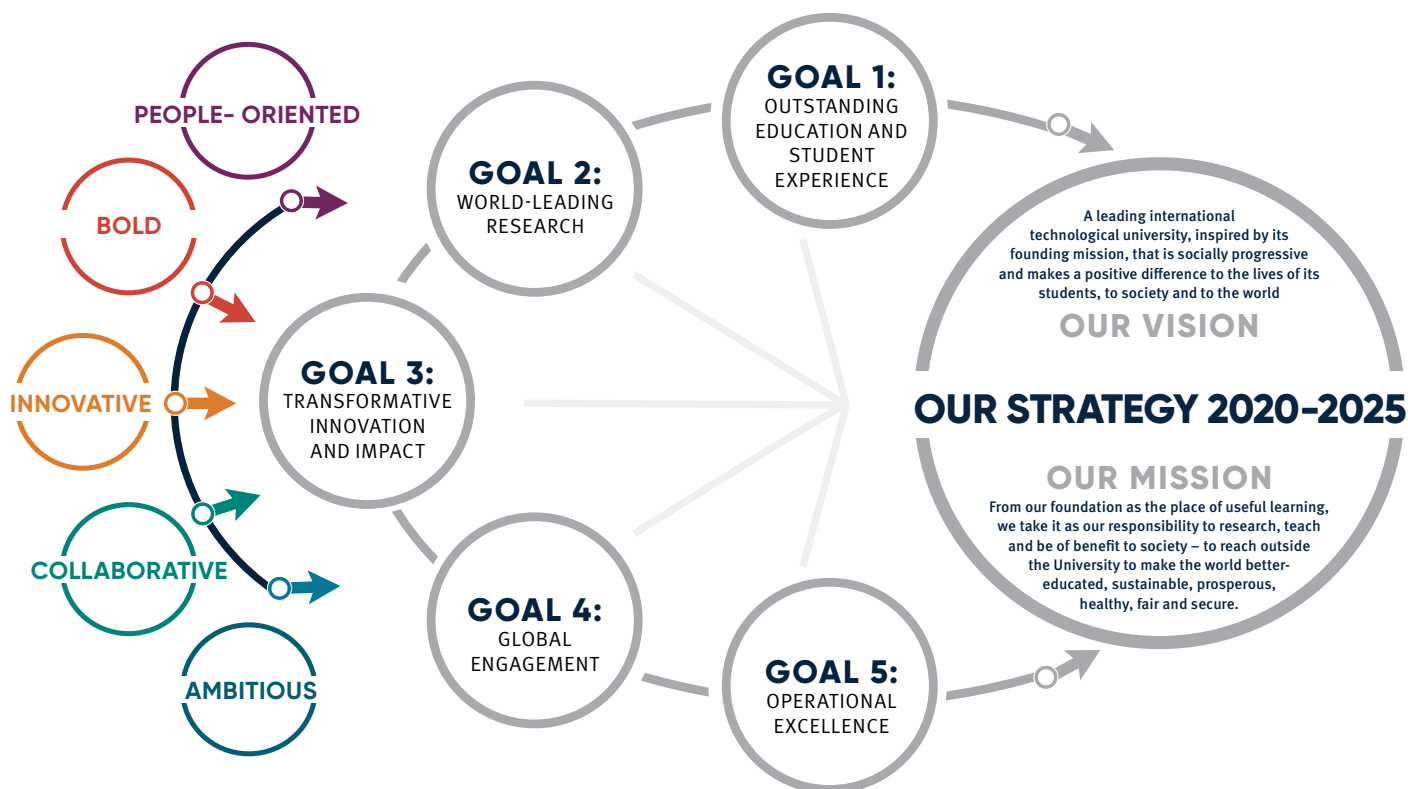 PEOPLE- ORIENTED
BOLD
INNOVATIVE
COLLABORATIVE
AMBITIOUS
GOAL 1:
OUTSTANDING
EDUCATION AND
STUDENT
EXPERIENCE
GOAL 2:
WORLD-LEADING
RESEARCH
GOAL 3:
TRANSFORMATIVE
INNOVATION
AND IMPACT
GOAL 4:
GLOBAL
ENGAGEMENT
GOAL 5:
OPERATIONAL
EXCELLENCE
A leading international
technological university, inspired by its
founding mission, that is socially progressive
and makes a positive difference to the lives of its
students, to society and to the world
OUR VISION
OUR STRATEGY 2020-2025
OUR MISSION
From our foundation as the place of useful learning,
we take it as our responsibility to research, teach
and be of benefit to society – to reach outside
the University to make the world better-
educated, sustainable, prosperous,
healthy, fair and secure.